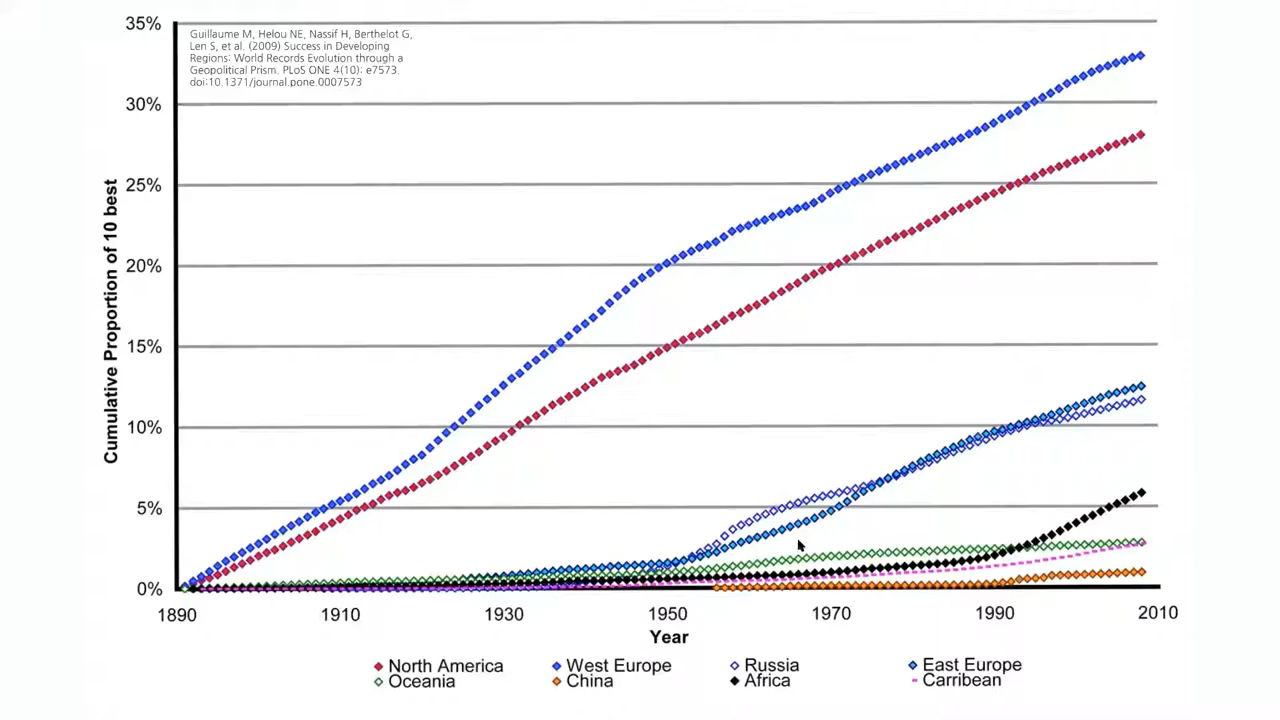 35%
Guillaume M, Helou NE, Nassif H, Berthelot G,
Len S, et al. (2009) Success in Developing
Regions: World Records Evolution through a
Geopolitical Prism. PLoS ONE 4(10): e7573.
doi:10.1371/journal.pone.0007573
30%
25%
20%
15%
10%
5%
0%
Cumulative Proportion of 10 best
1890 1910 1930 1950 1970 1990 2010
Year
North America West Europe Russia East Europe
Oceania China Africa Carribean